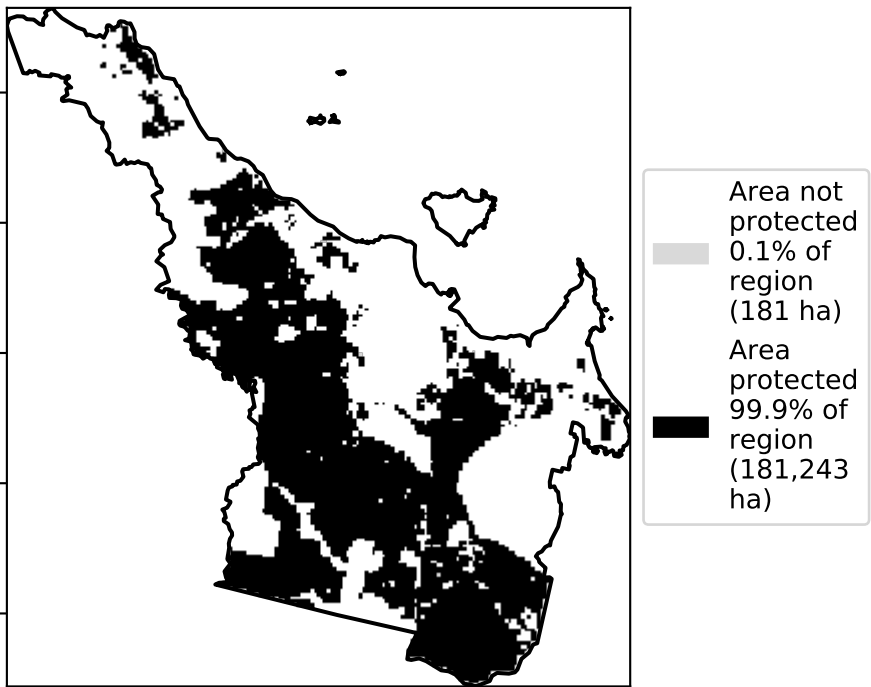 Area not
protected
0.1% of
region
(181 ha)
Area
protected
99.9% of
region
(181,243
ha)